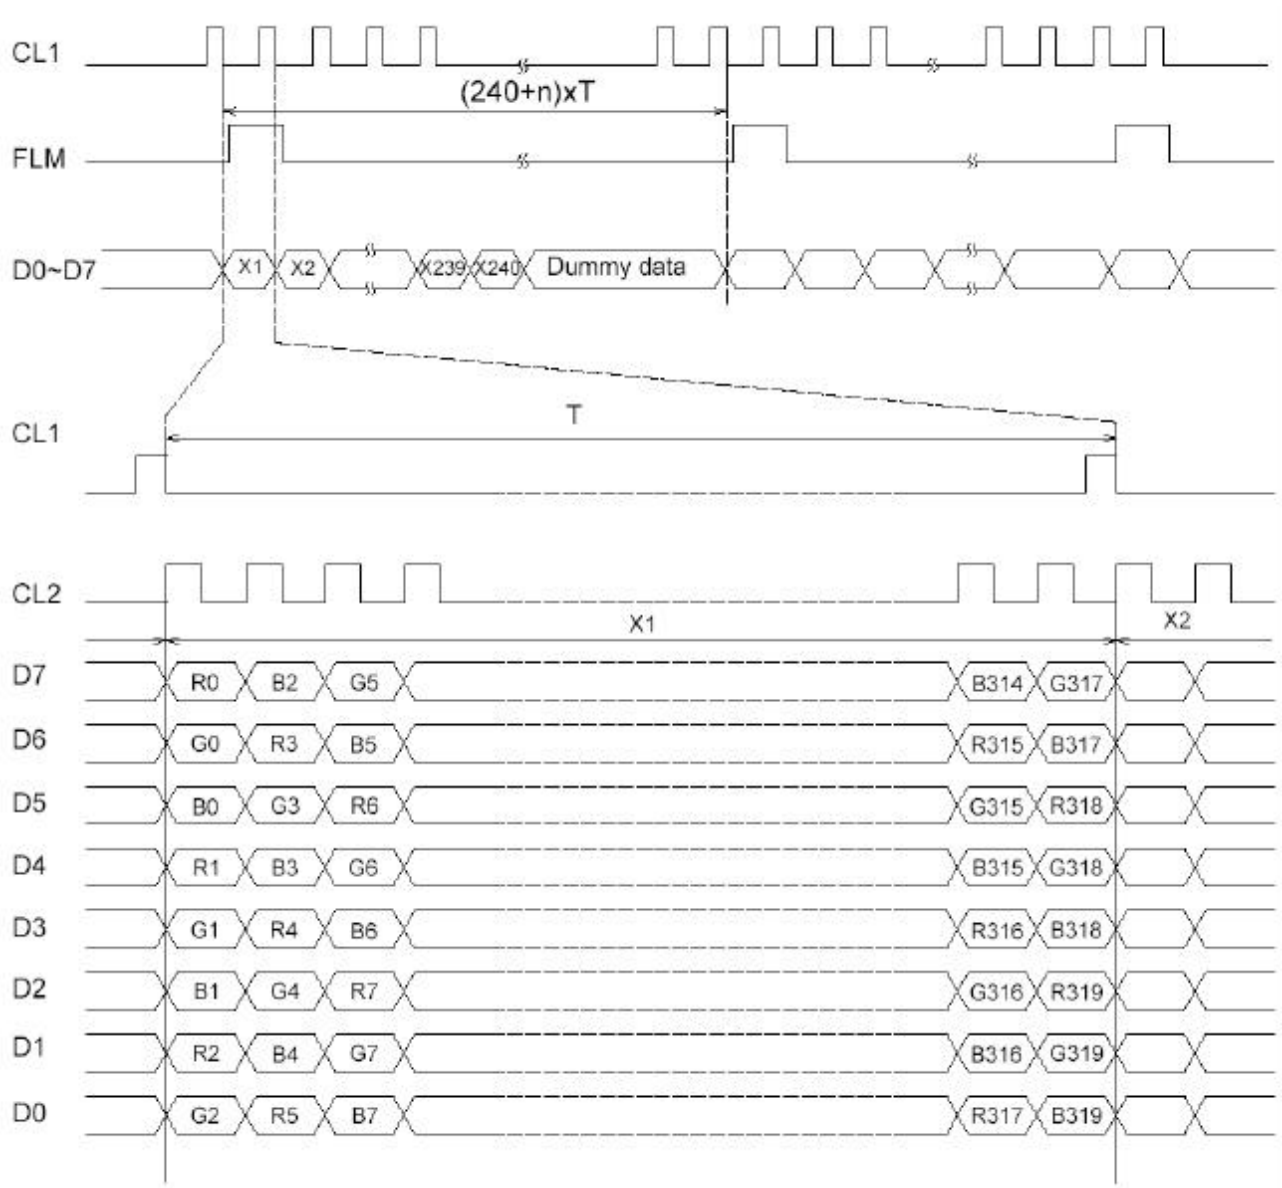 CL1
(240+n)xT
FLM
D0~D7 X1 X2 X239 X240 Dummy data
T
CL1
CL2
X1 X2
D7 R0 B2 G5 B314 G317
D6 G0 R3 B5 R315 B317
D5 B0 G3 R6 G315 R318
D4 R1 B3 G6 B315 G318
D3 G1 R4 B6 R316 B318
D2 B1 G4 R7 G316 R319
D1 R2 B4 G7 B316 G319
D0 G2 R5 B7 R317 B319